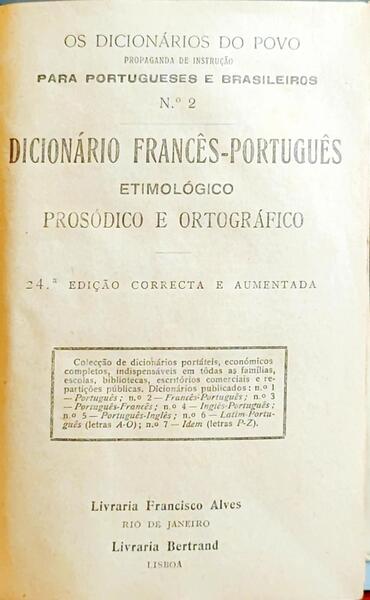 OS DICIONÁRIOS DO POVO
PROPAGANDA DE INSTRUÇÃO
PARA PORTUGUESES E BRASILEIROS
N.º 2
DICIONÁRIO FRANCÊS-PORTUGUÊS
ETIMOLÓGICO
PROSÓDICO E ORTOGRÁFICO
24.ª EDIÇÃO CORRECTA E AUMENTADA
Colecção de dicionários portáteis, económicos
completos, indispensáveis em tôdas as famílias,
escolas, bibliotecas, escritórios comerciais e re-
partições públicas. Dicionários publicados: n.º 1
— Português; n.º 2 — Francês-Português; n.º 3
— Português-Francês; n.º 4 — Inglês-Português;
n.º 5 — Português-Inglês; n.º 6 — Latim-Portu-
guês (letras A-O); n.º 7 — Idem (letras P-Z).
Livraria Francisco Alves
RIO DE JANEIRO
Livraria Bertrand
LISBOA